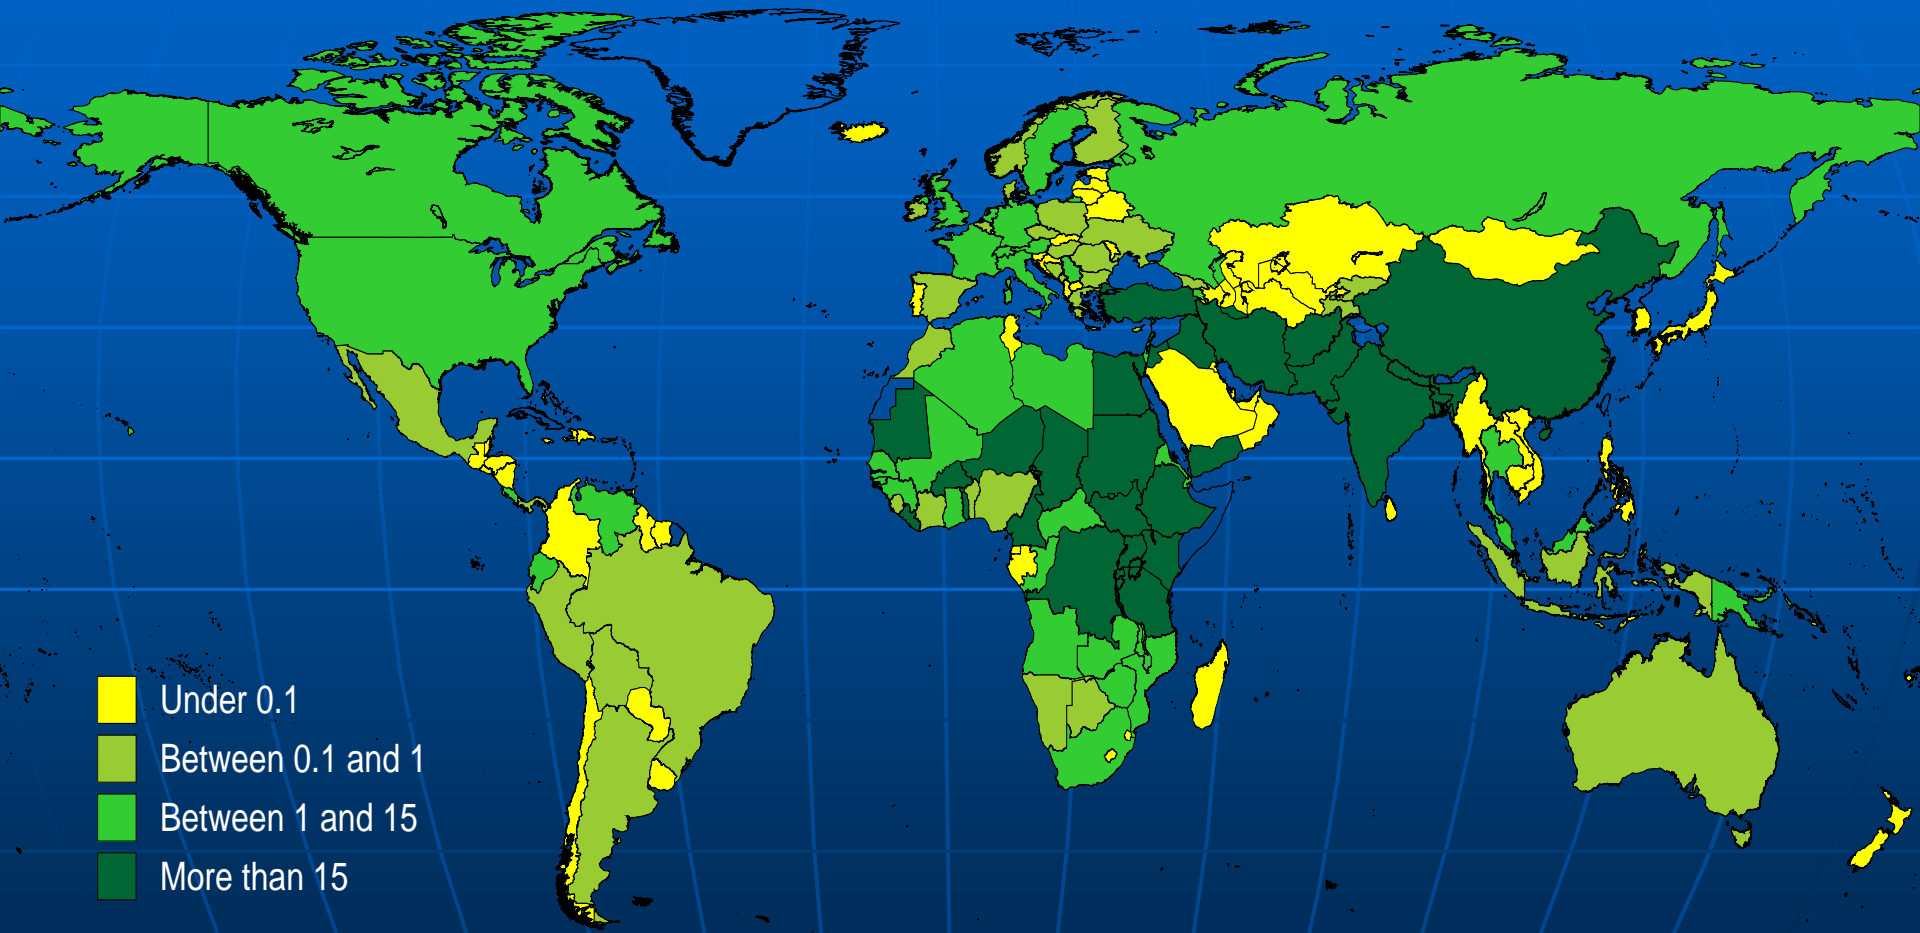 Under 0.1
Between 0.1 and 1
Between 1 and 15
More than 15